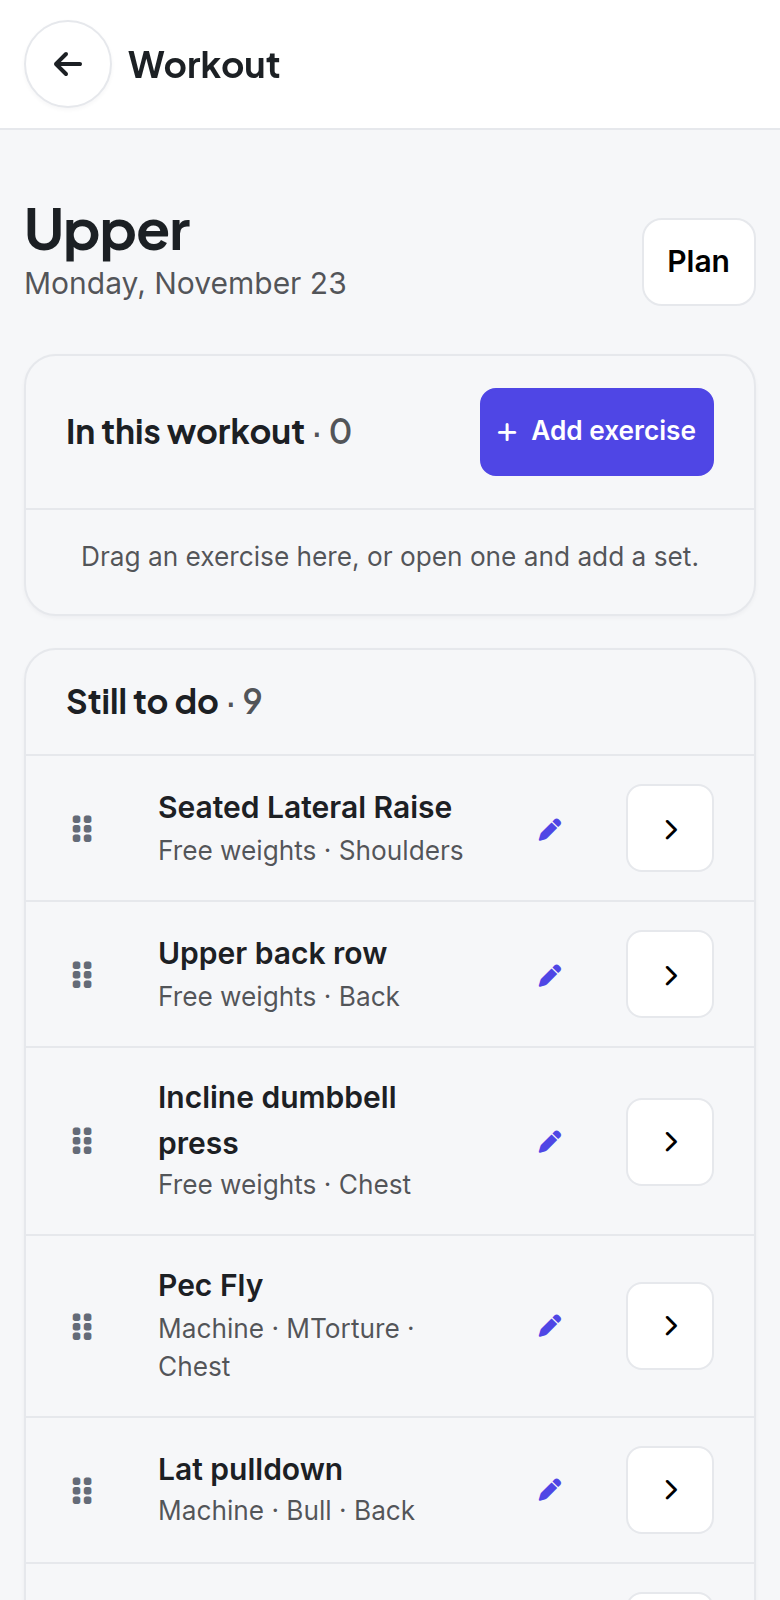 Workout
Upper
Monday, November 23
Plan
In this workout · 0
+ Add exercise
Drag an exercise here, or open one and add a set.
Still to do · 9
Seated Lateral Raise
Free weights · Shoulders
Upper back row
Free weights · Back
Incline dumbbell
press
Free weights · Chest
Pec Fly
Machine · MTorture ·
Chest
Lat pulldown
Machine · Bull · Back